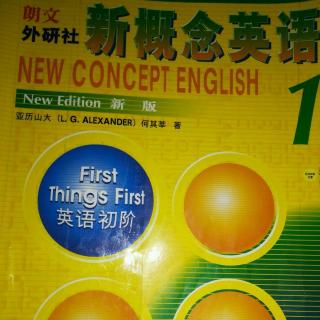 朗文
外研社
新概念英语
NEW CONCEPT ENGLISH
1
New Edition 新 版
亚历山大（L. G. ALEXANDER）何其莘 著
First
Things First
英语初阶